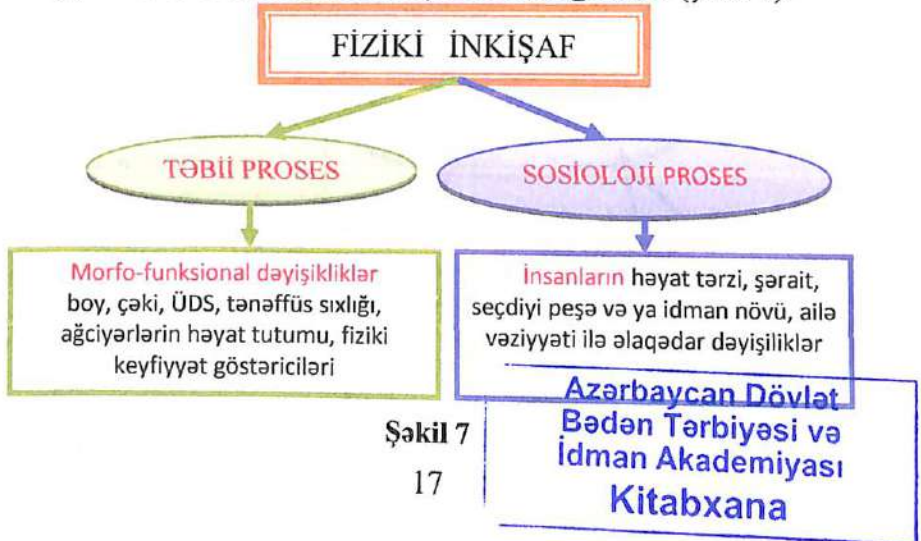 FİZİKİ İNKİŞAF
TƏBİİ PROSES
SOSİOLOJİ PROSES
Morfo-funksional dəyişikliklər
boy, çəki, ÜDS, tənəffüs sıxlığı,
ağciyərlərin həyat tutumu, fiziki
keyfiyyət göstəriciləri
İnsanların həyat tərzi, şərait,
seçdiyi peşə və ya idman növü, ailə
vəziyyəti ilə əlaqədar dəyişiliklər
Şəkil 7
17
Azərbaycan Dövlət
Bədən Tərbiyəsi və
İdman Akademiyası
Kitabxana